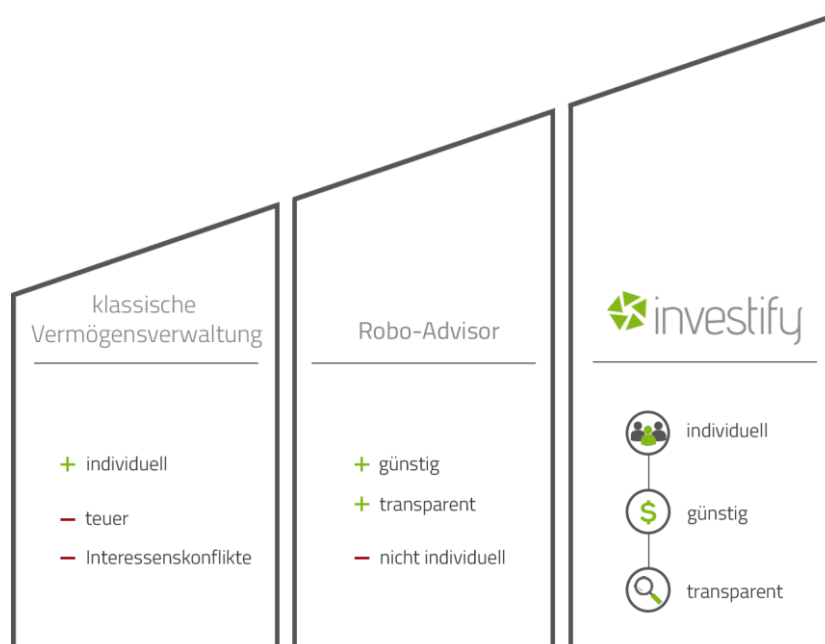 klassische
Vermögensverwaltung
+ individuell
– teuer
– Interessenskonflikte
Robo-Advisor
+ günstig
+ transparent
– nicht individuell
investify
individuell
$
günstig
transparent